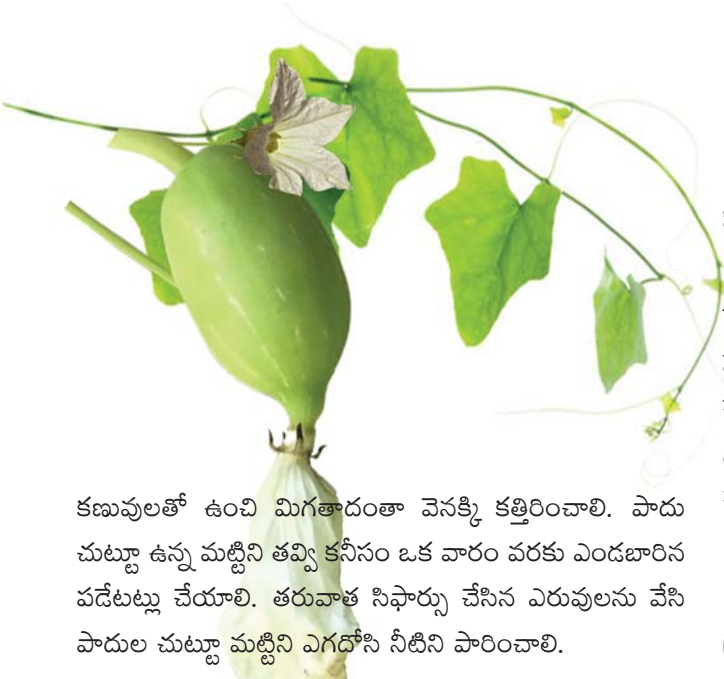 కణువులతో ఉంచి మిగతాదంతా వెనక్కి కత్తిరించాలి. పాదు
చుట్టూ ఉన్న మట్టిని తవ్వి కనీసం ఒక వారం వరకు ఎండబారిన
పడేటట్లు చేయాలి. తరువాత సిఫార్సు చేసిన ఎరువులను వేసి
పాదుల చుట్టూ మట్టిని ఎగదోసి నీటిని పారించాలి.